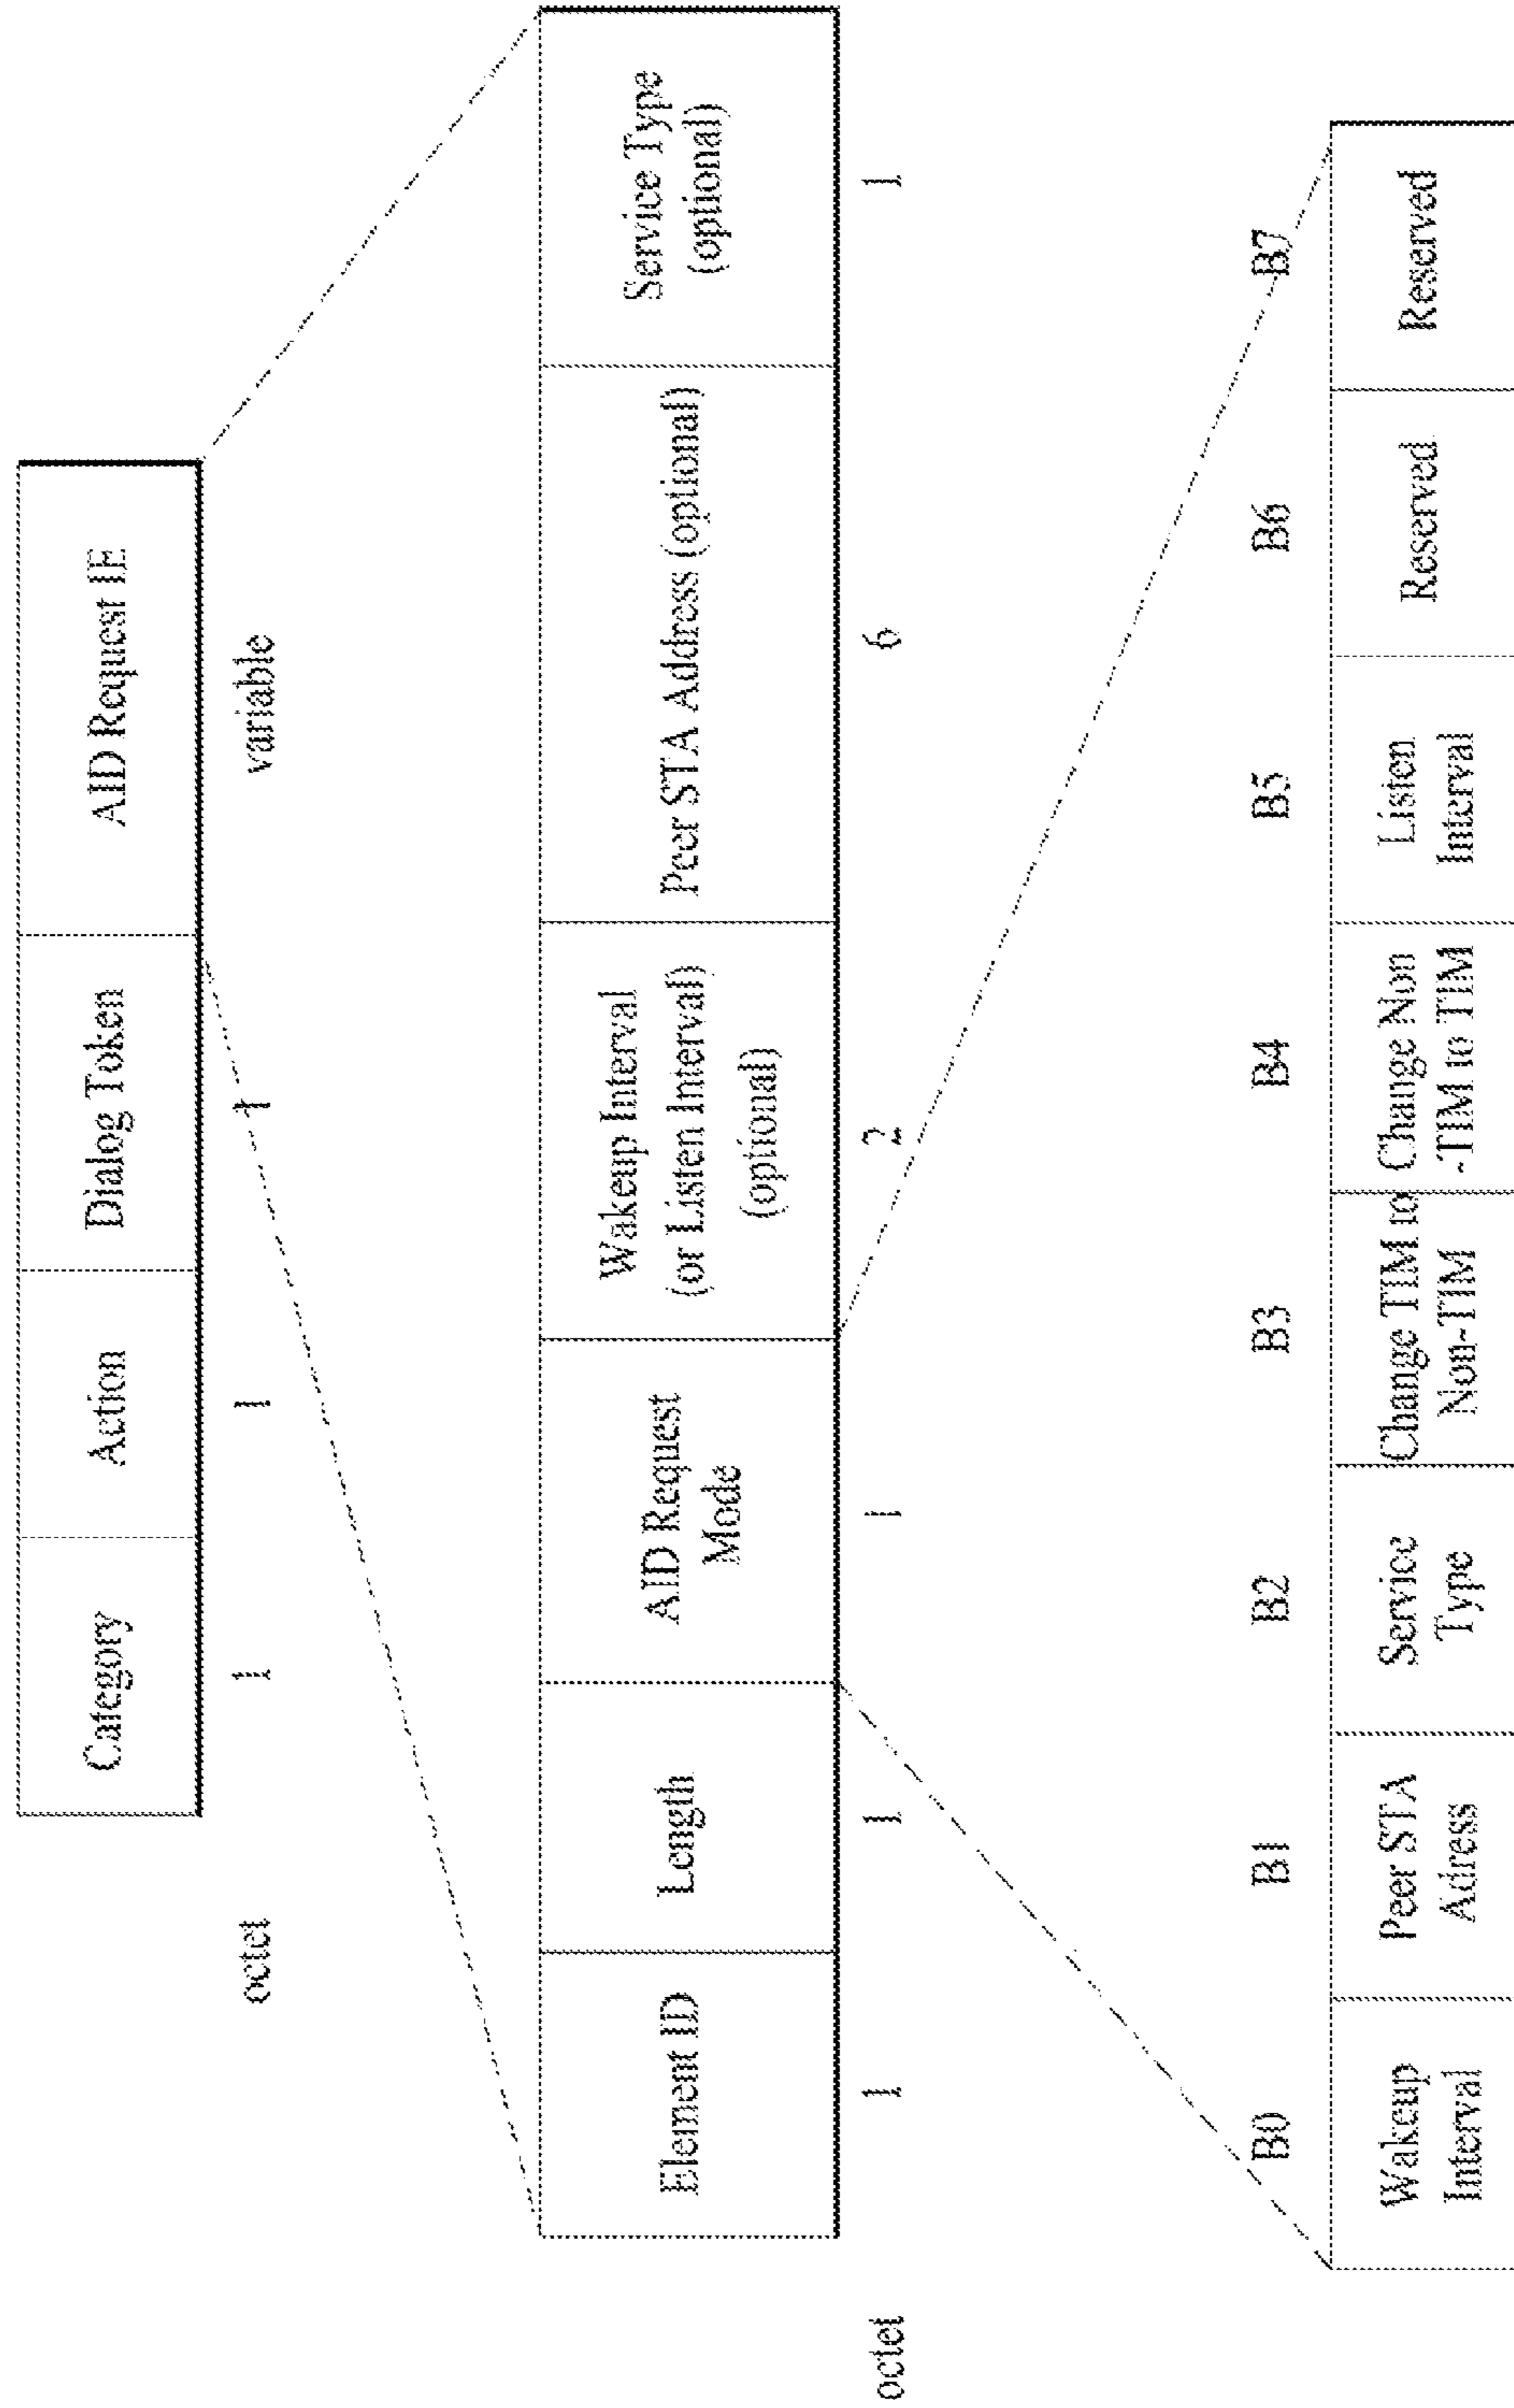 Category
Action
Dialog Token
AID Request IE
octet
1
1
1
variable
Element ID
Length
AID Request
Mode
Wakeup Interval
(or Listen Interval)
(optional)
Peer STA Address (optional)
Service Type
(optional)
octet
1
1
1
2
6
1
B0
B1
B2
B3
B4
B5
B6
B7
Wakeup
Interval
Peer STA
Adress
Service
Type
Change TIM to
Non-TIM
Change Non
-TIM to TIM
Listen
Interval
Reserved
Reserved